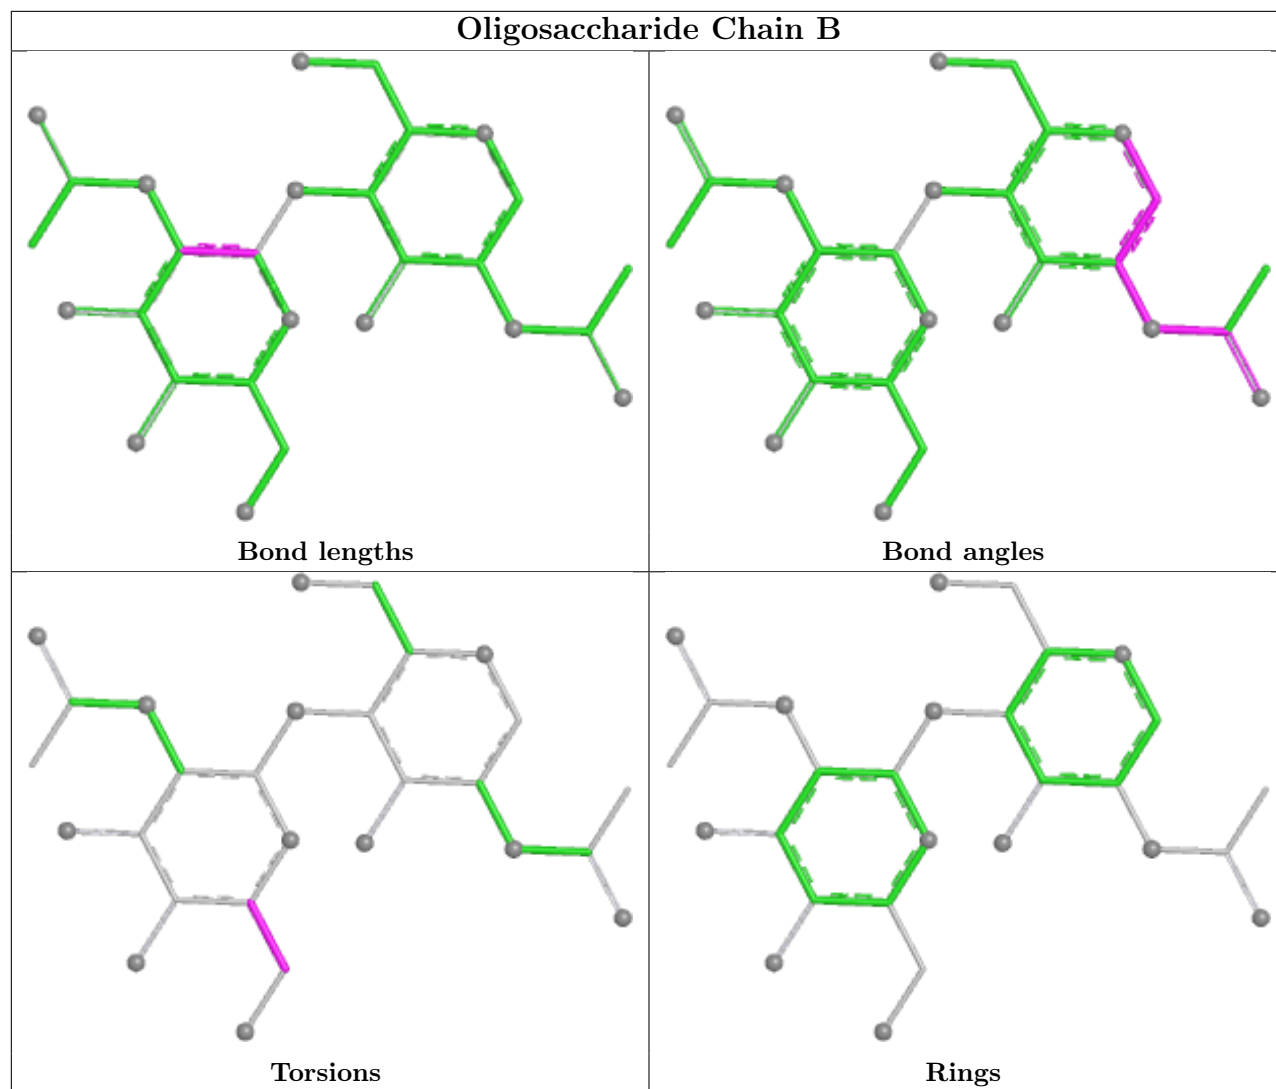 Oligosaccharide Chain B
Bond lengths
Bond angles
Torsions
Rings